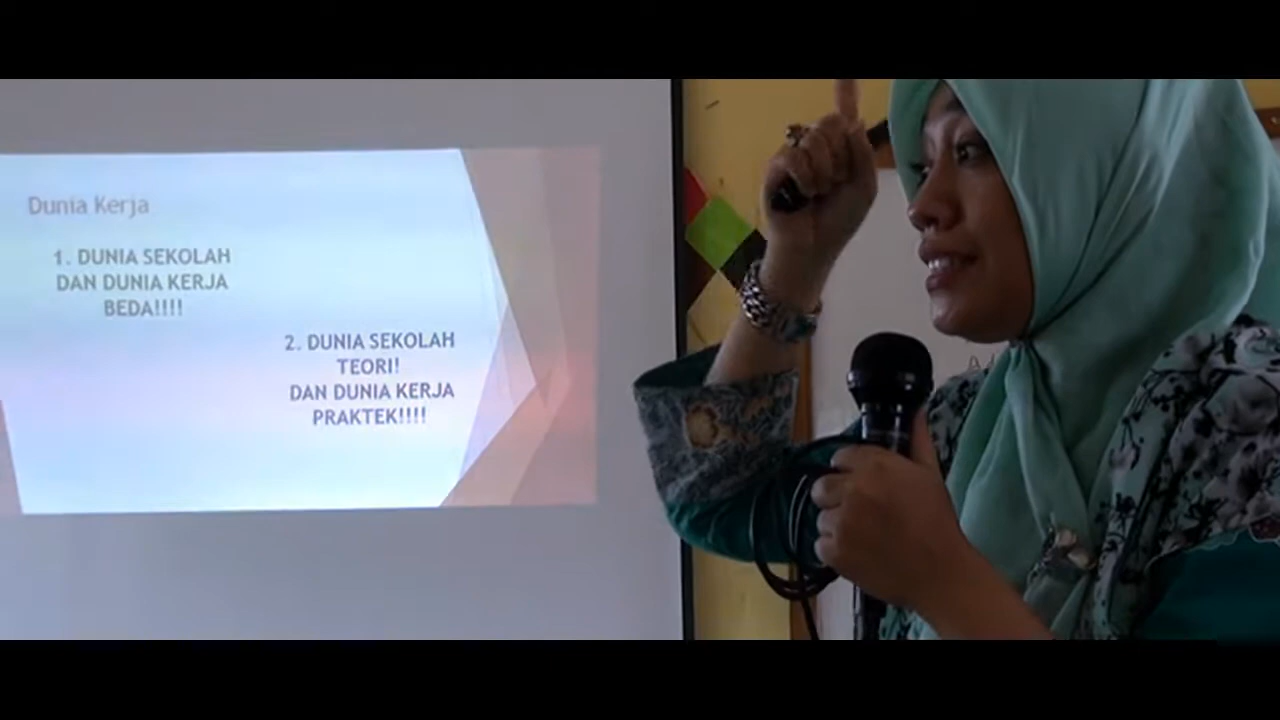 Dunia Kerja
1. DUNIA SEKOLAH
DAN DUNIA KERJA
BEDA!!!!
2. DUNIA SEKOLAH
TEORI!
DAN DUNIA KERJA
PRAKTEK!!!!